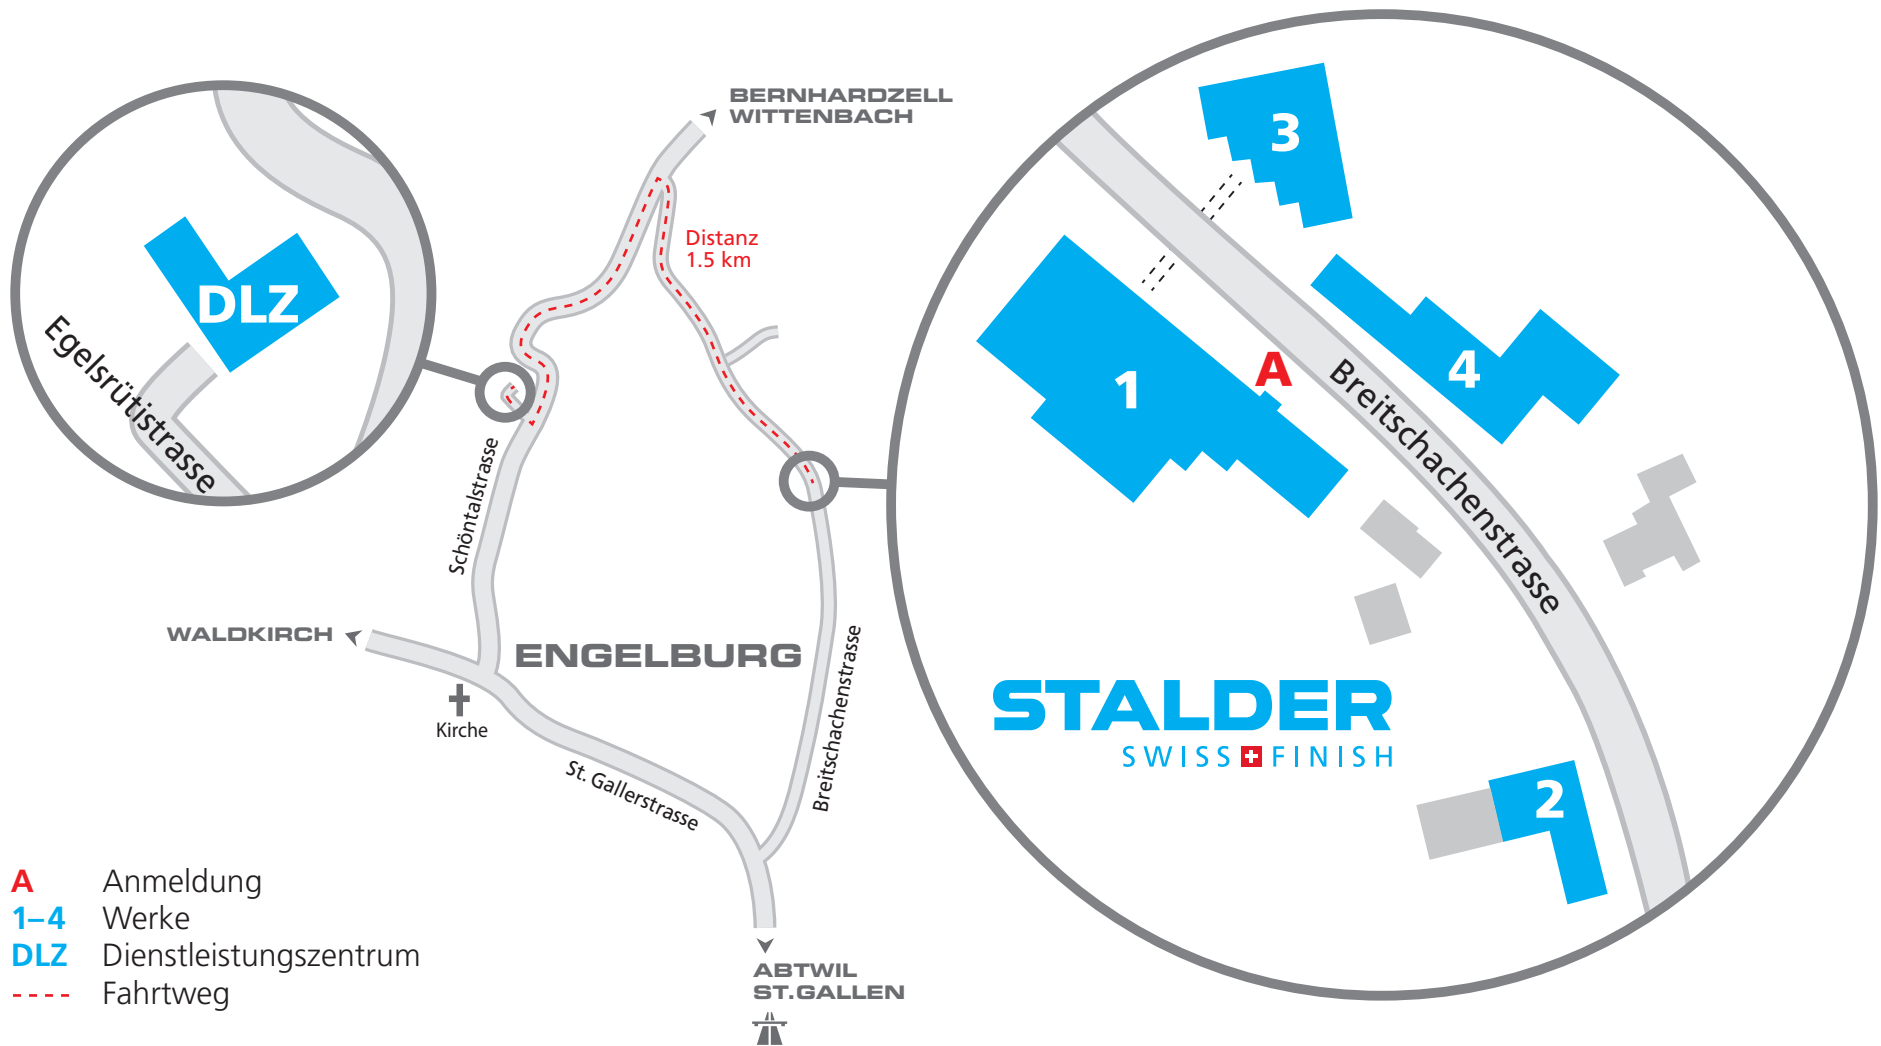 BERNHARDZELL
WITTENBACH
Distanz
1.5 km
DLZ
Egelsrütistrasse
Schöntalstrasse
WALDKIRCH
ENGELBURG
Kirche
St. Gallerstrasse
Breitschachenstrasse
ABTWIL
ST.GALLEN
3
1
A
4
Breitschachenstrasse
STALDER
SWISS FINISH
2
A Anmeldung
1–4 Werke
DLZ Dienstleistungszentrum
Fahrtweg